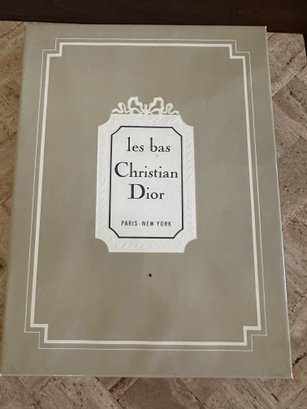 les bas
Christian
Dior
PARIS-NEW YORK